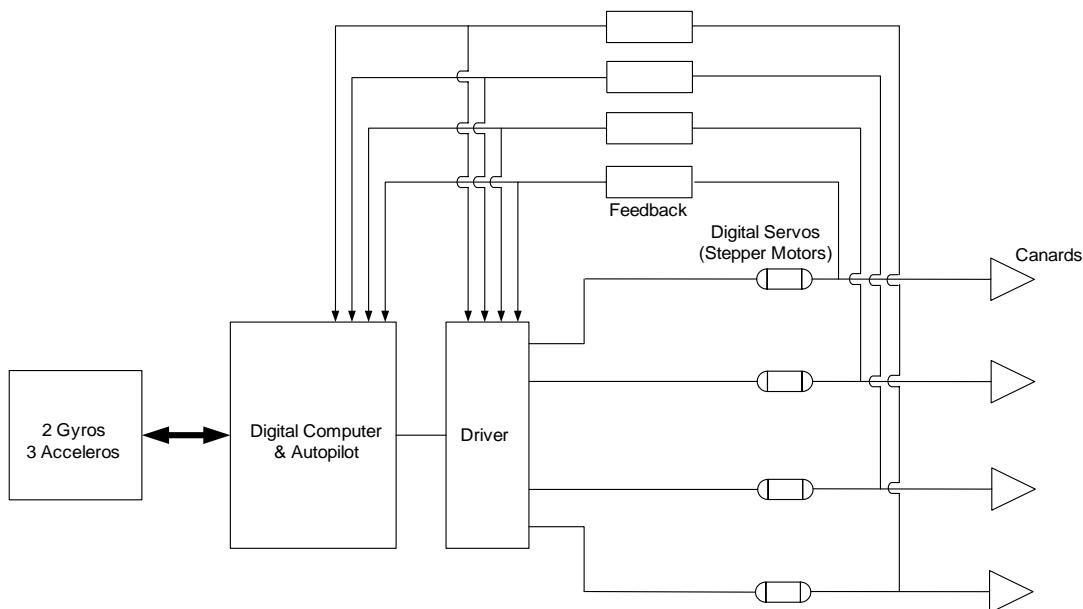 Feedback
Digital Servos
(Stepper Motors)
Canards
2 Gyros
3 Acceleros
Digital Computer
& Autopilot
Driver